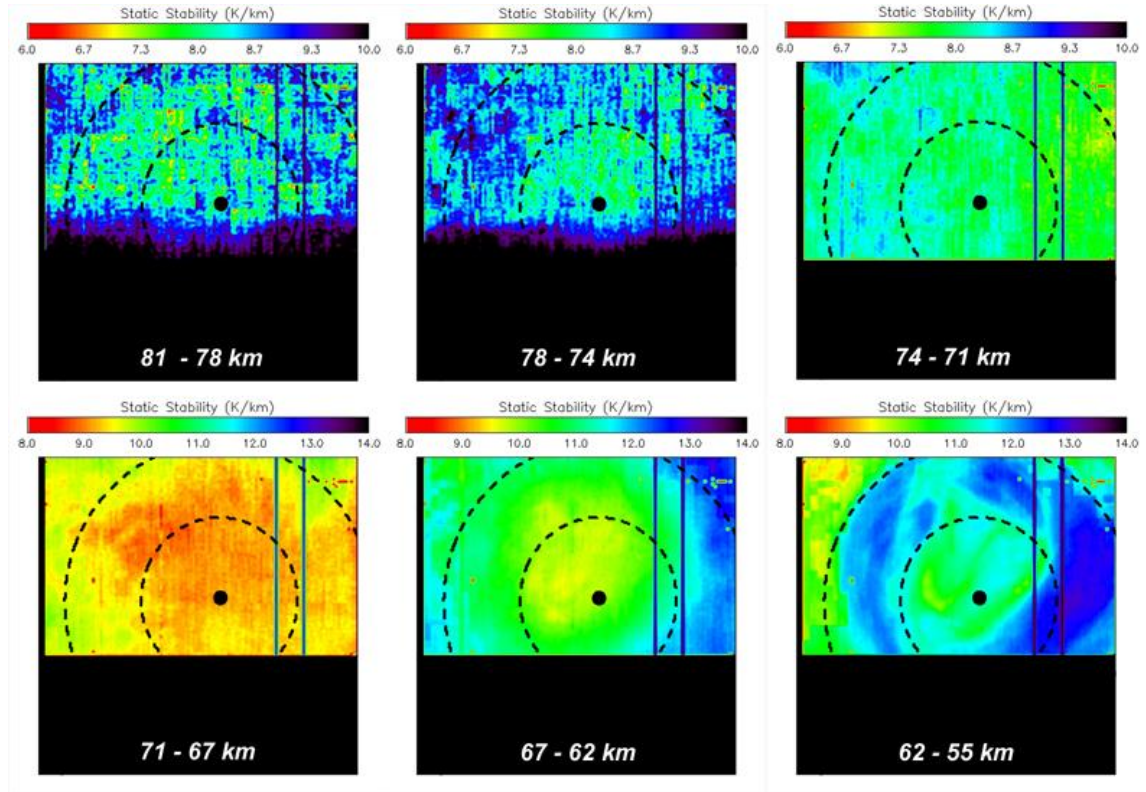 Static Stability (K/km)
6.0 6.7 7.3 8.0 8.7 9.3 10.0
81 - 78 km
Static Stability (K/km)
6.0 6.7 7.3 8.0 8.7 9.3 10.0
78 - 74 km
Static Stability (K/km)
6.0 6.7 7.3 8.0 8.7 9.3 10.0
74 - 71 km
Static Stability (K/km)
8.0 9.0 10.0 11.0 12.0 13.0 14.0
71 - 67 km
Static Stability (K/km)
8.0 9.0 10.0 11.0 12.0 13.0 14.0
67 - 62 km
Static Stability (K/km)
8.0 9.0 10.0 11.0 12.0 13.0 14.0
62 - 55 km